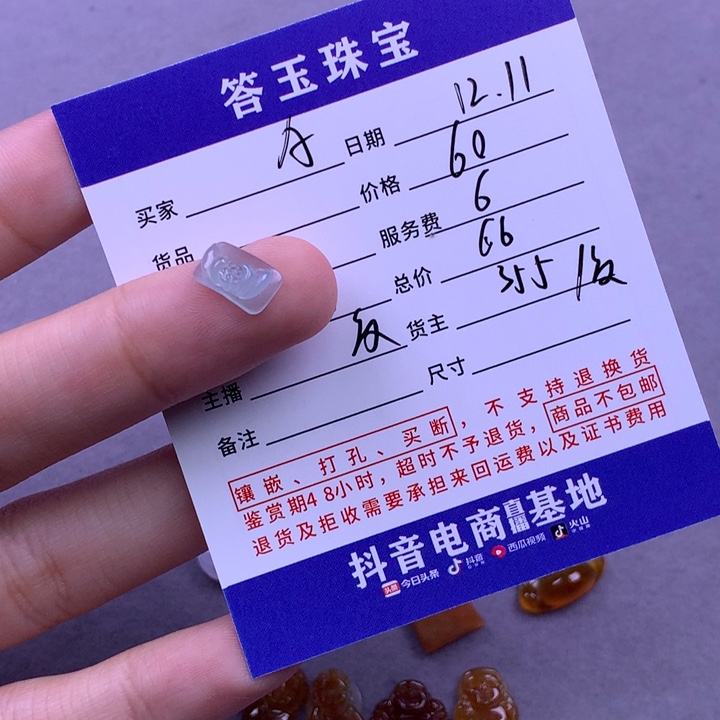 答玉珠宝
买家 日期 12.11
货品 价格 60
服务费 6
总价 66
主播 货主 355
备注 尺寸
镶嵌、打孔、买断,不支持退换货
鉴赏期48小时,超时不予退货,商品不包邮
退货及拒收需要承担来回运费以及证书费用
抖音电商直播基地
头条 今日头条 抖音 西瓜视频 火山